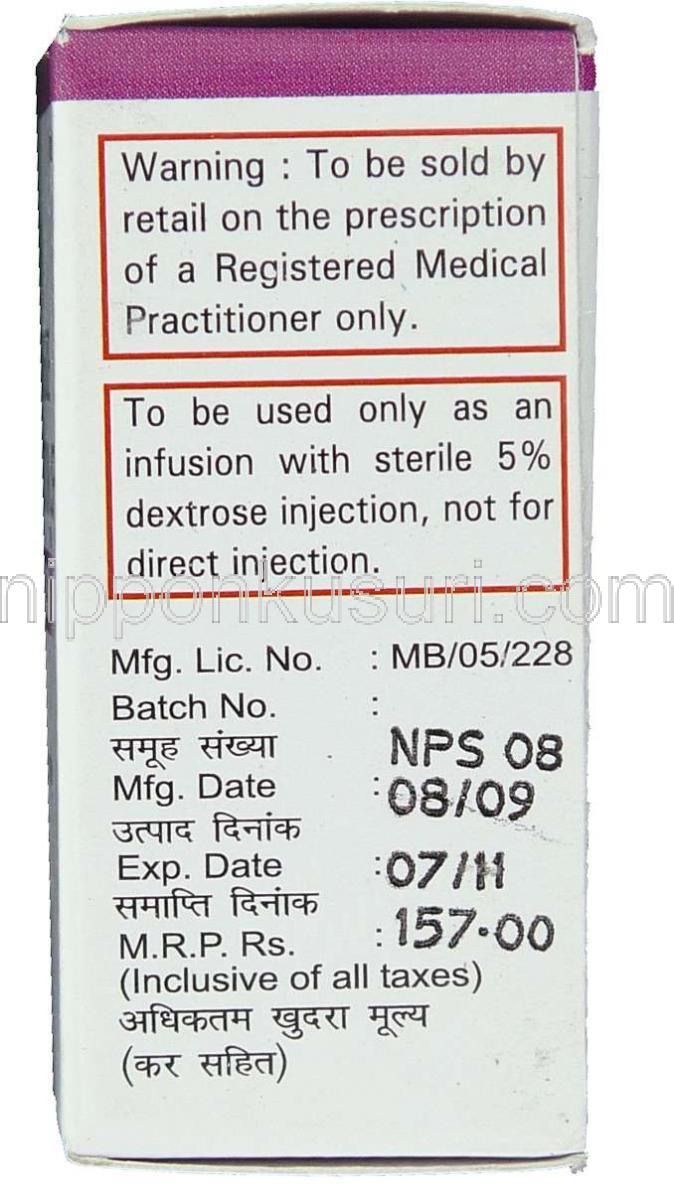 Warning : To be sold by
retail on the prescription
of a Registered Medical
Practitioner only.
To be used only as an
infusion with sterile 5%
dextrose injection, not for
direct injection.
nipponkusuri.com
Mfg. Lic. No. : MB/05/228
Batch No. :
समूह संख्या NPS 08
Mfg. Date : 08/09
उत्पाद दिनांक
Exp. Date : 07/11
समाप्ति दिनांक
M.R.P. Rs. : 157.00
(Inclusive of all taxes)
अधिकतम खुदरा मूल्य
(कर सहित)